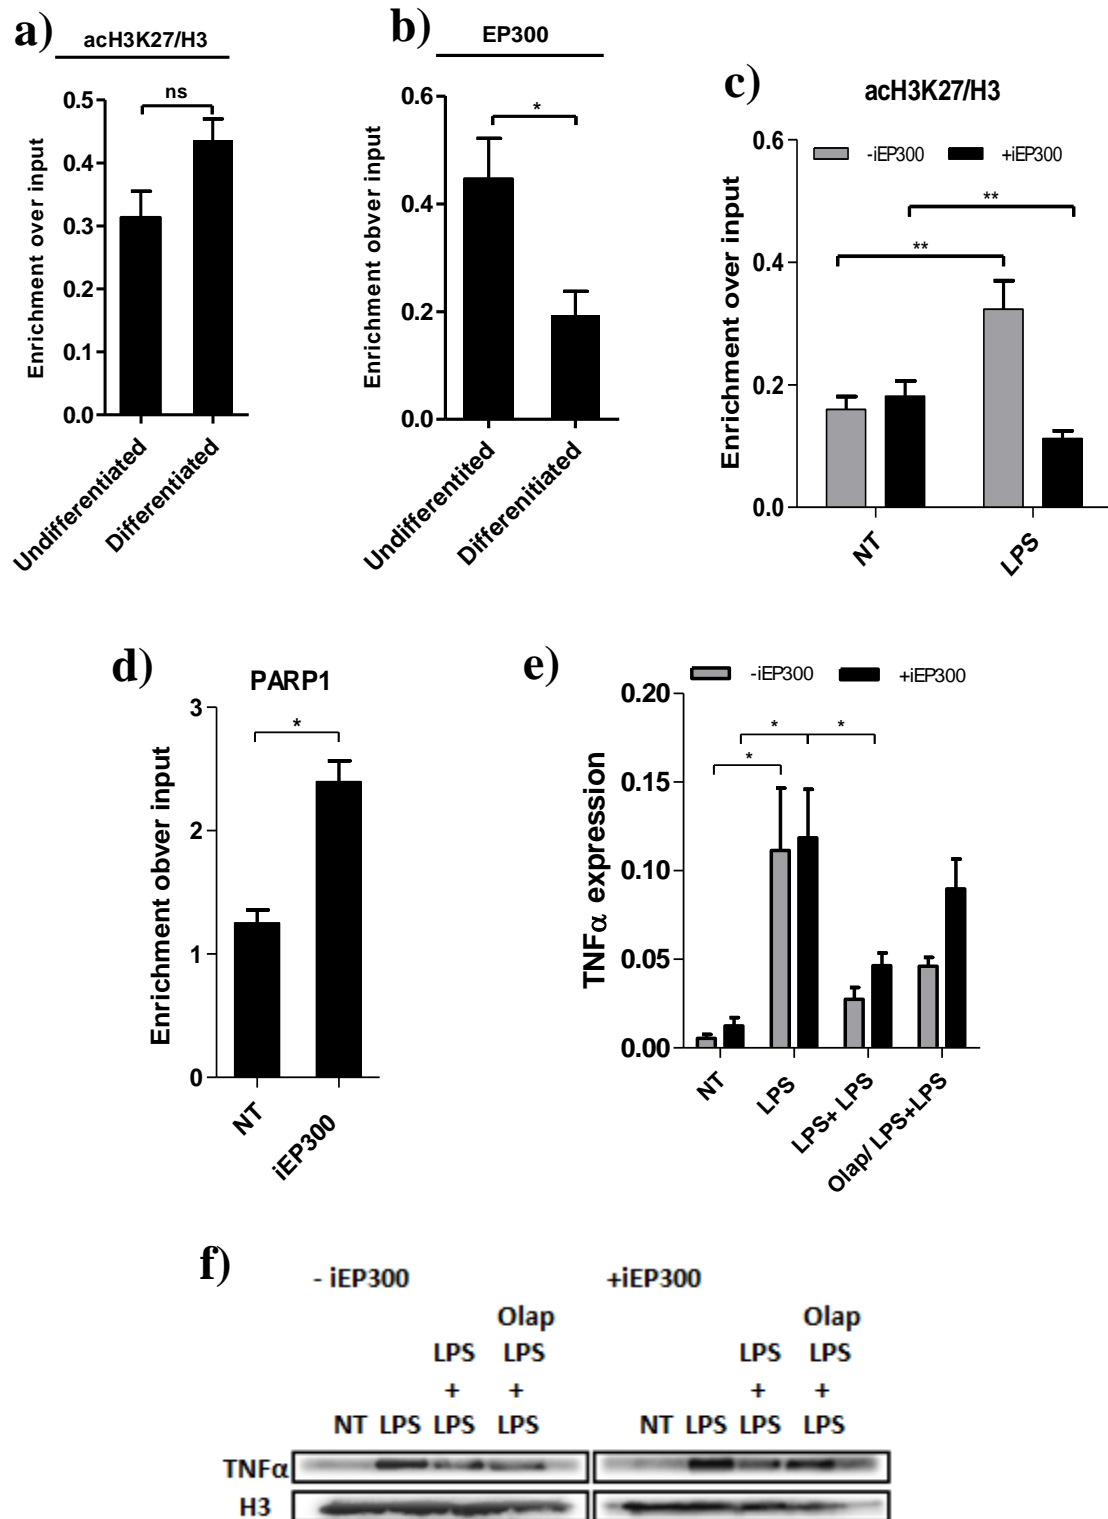 a)
acH3K27/H3
ns
Enrichment over input
0.5
0.4
0.3
0.2
0.1
0.0
Undifferentiated
Differentiated
b)
EP300
*
Enrichment obver input
0.6
0.4
0.2
0.0
Undifferentited
Differenitiated
c)
acH3K27/H3
-iEP300
+iEP300
**
**
Enrichment over input
0.6
0.4
0.2
0.0
NT
LPS
d)
PARP1
*
Enrichment obver input
3
2
1
0
NT
iEP300
e)
-iEP300
+iEP300
* *
*
TNFα expression
0.20
0.15
0.10
0.05
0.00
NT
LPS
LPS+ LPS
Olap/ LPS+LPS
f)
- iEP300 +iEP300
Olap Olap
LPS LPS LPS LPS
+ + + +
NT LPS LPS LPS NT LPS LPS LPS
TNFα
H3